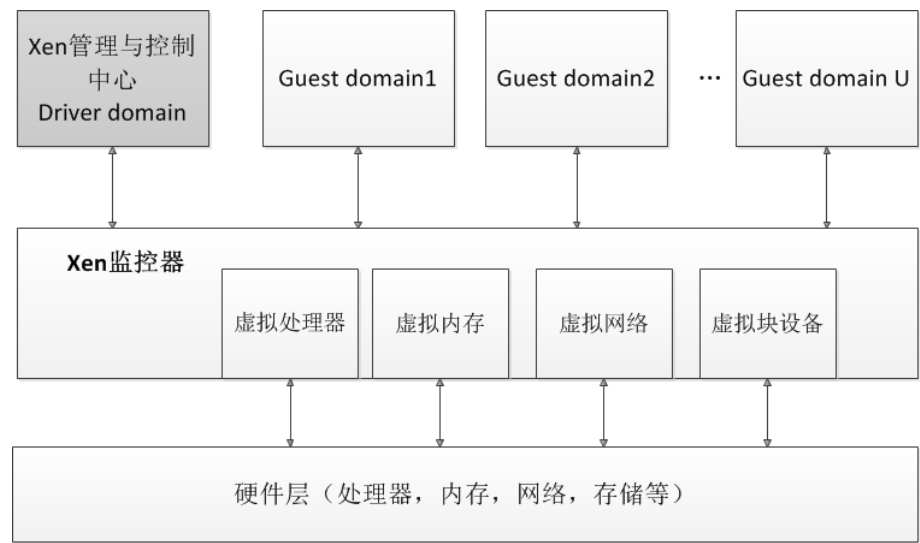 Xen管理与控制
中心
Driver domain
Guest domain1
Guest domain2
…
Guest domain U
Xen监控器
虚拟处理器
虚拟内存
虚拟网络
虚拟块设备
硬件层（处理器，内存，网络，存储等）